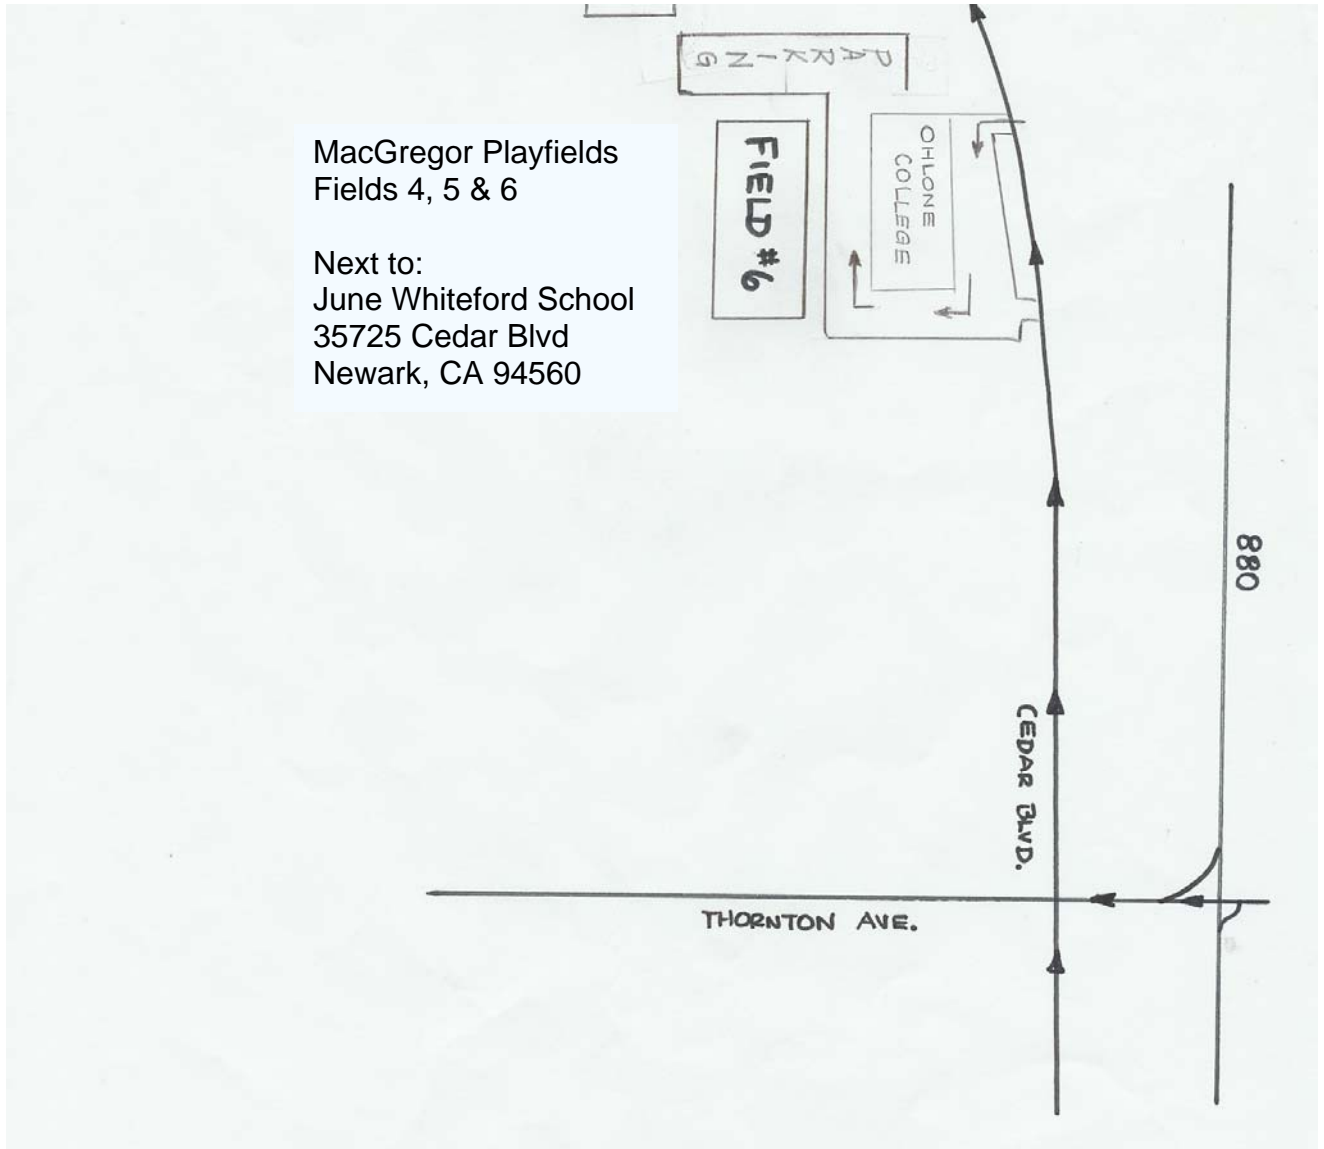 PARKING
MacGregor Playfields
Fields 4, 5 & 6
Next to:
June Whiteford School
35725 Cedar Blvd
Newark, CA 94560
FIELD #6
OHLONE
COLLEGE
880
CEDAR BLVD.
THORNTON AVE.